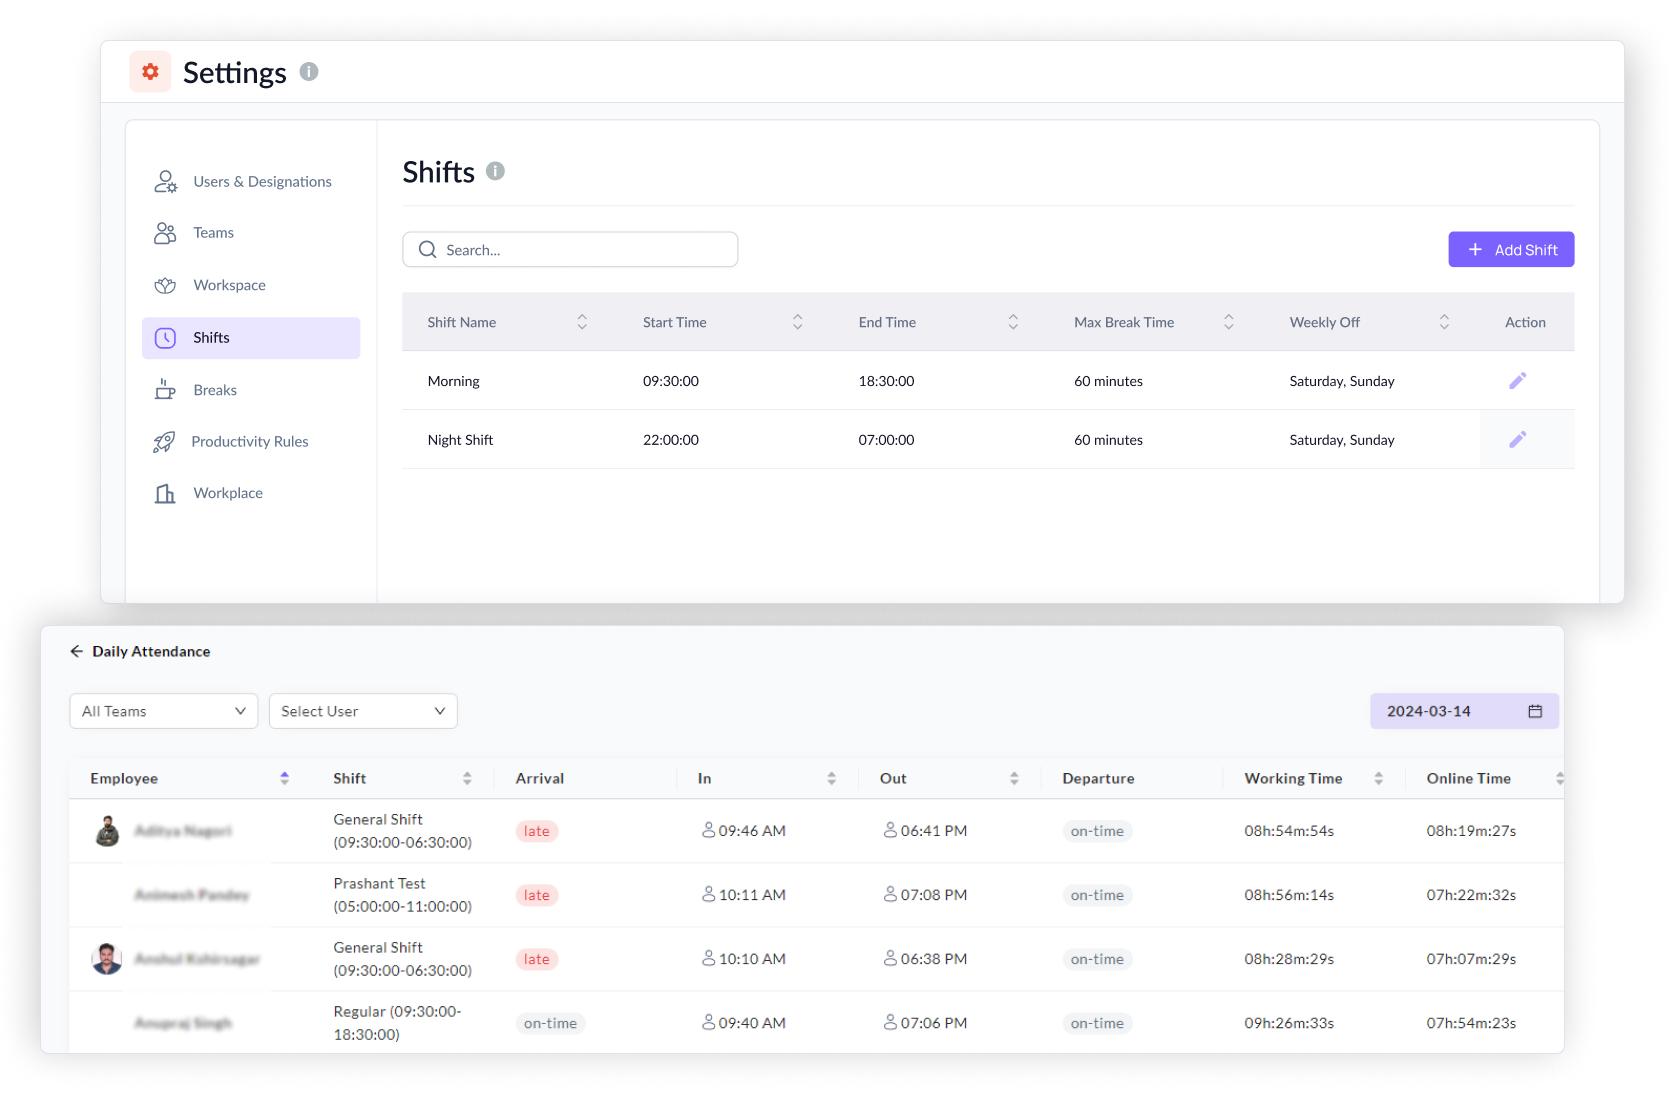 Settings
Users & Designations
Teams
Workspace
Shifts
Breaks
Productivity Rules
Workplace
Shifts
Search...
Add Shift
Shift Name Start Time End Time Max Break Time Weekly Off Action
Morning 09:30:00 18:30:00 60 minutes Saturday, Sunday
Night Shift 22:00:00 07:00:00 60 minutes Saturday, Sunday
Daily Attendance
All Teams Select User 2024-03-14
Employee Shift Arrival In Out Departure Working Time Online Time
Aditya Nagori General Shift (09:30:00-06:30:00) late 09:46 AM 06:41 PM on-time 08h:54m:54s 08h:19m:27s
Animesh Pandey Prashant Test (05:00:00-11:00:00) late 10:11 AM 07:08 PM on-time 08h:56m:14s 07h:22m:32s
Anshul Kshirsagar General Shift (09:30:00-06:30:00) late 10:10 AM 06:38 PM on-time 08h:28m:29s 07h:07m:29s
Anupraj Singh Regular (09:30:00-18:30:00) on-time 09:40 AM 07:06 PM on-time 09h:26m:33s 07h:54m:23s